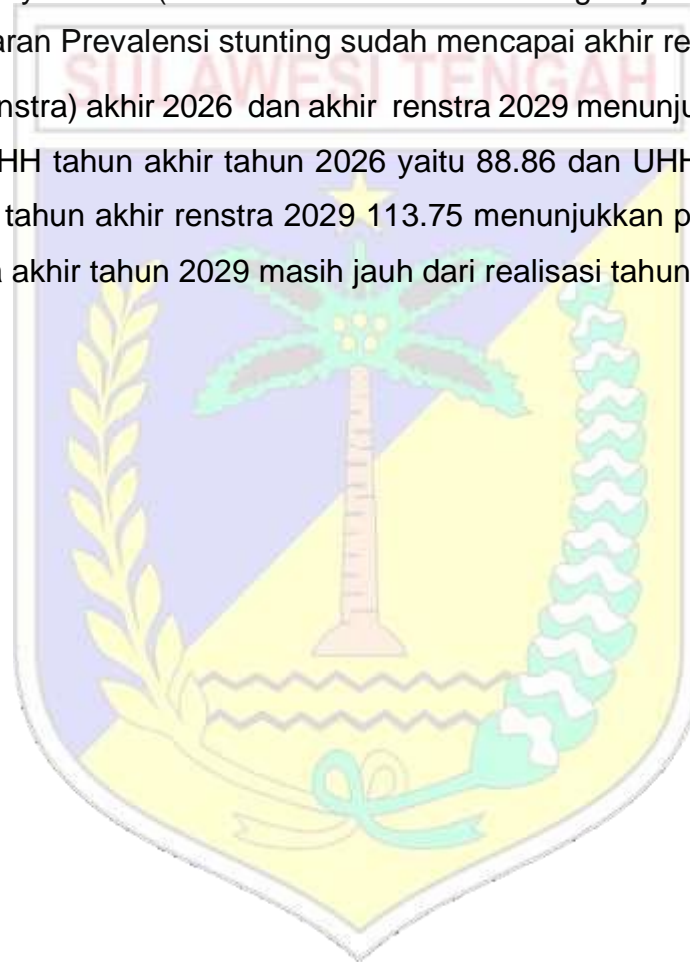 aran Prevalensi stunting sudah mencapai akhir re
SULAWESI TENGAH
nstra) akhir 2026 dan akhir renstra 2029 menunju
HH tahun akhir tahun 2026 yaitu 88.86 dan UHH
tahun akhir renstra 2029 113.75 menunjukkan p
akhir tahun 2029 masih jauh dari realisasi tahun